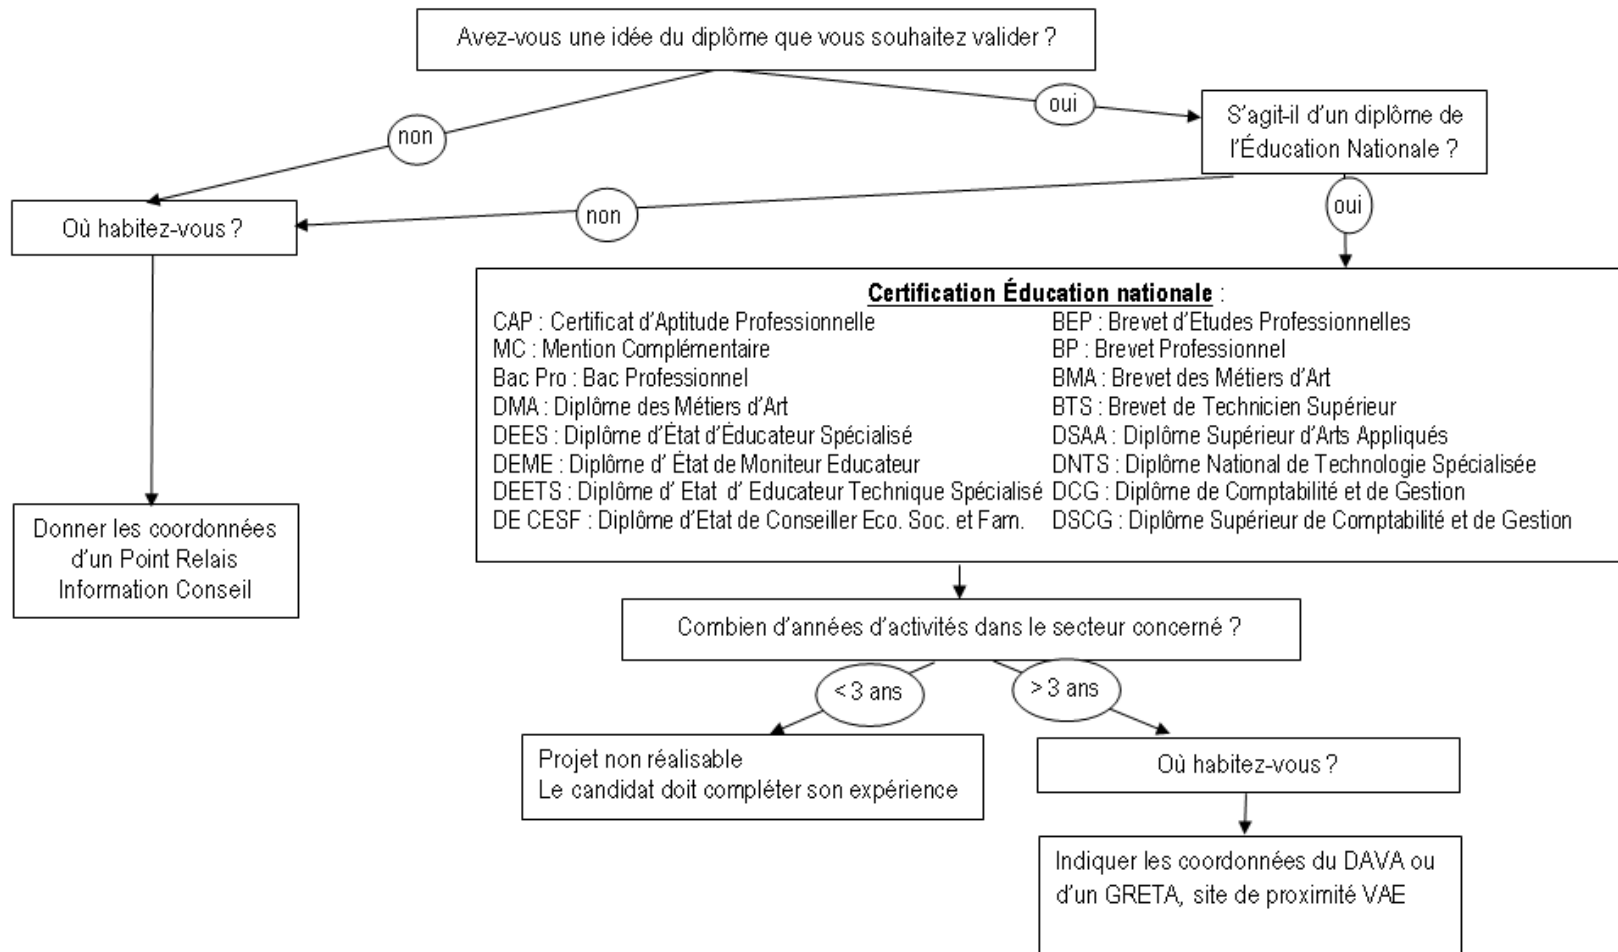 Avez-vous une idée du diplôme que vous souhaitez valider ?
oui
S'agit-il d'un diplôme de
l'Éducation Nationale ?
non
Où habitez-vous ?
non
oui
Certification Éducation nationale :
CAP : Certificat d'Aptitude Professionnelle
BEP : Brevet d'Etudes Professionnelles
MC : Mention Complémentaire
BP : Brevet Professionnel
Bac Pro : Bac Professionnel
BMA : Brevet des Métiers d'Art
DMA : Diplôme des Métiers d'Art
BTS : Brevet de Technicien Supérieur
DEES : Diplôme d'État d'Éducateur Spécialisé
DSAA : Diplôme Supérieur d'Arts Appliqués
DEME : Diplôme d' État de Moniteur Educateur
DNTS : Diplôme National de Technologie Spécialisée
DEETS : Diplôme d' Etat d' Educateur Technique Spécialisé
DCG : Diplôme de Comptabilité et de Gestion
DE CESF : Diplôme d'Etat de Conseiller Eco. Soc. et Fam.
DSCG : Diplôme Supérieur de Comptabilité et de Gestion
Donner les coordonnées
d'un Point Relais
Information Conseil
Combien d'années d'activités dans le secteur concerné ?
< 3 ans
> 3 ans
Projet non réalisable
Le candidat doit compléter son expérience
Où habitez-vous ?
Indiquer les coordonnées du DAVA ou
d'un GRETA, site de proximité VAE